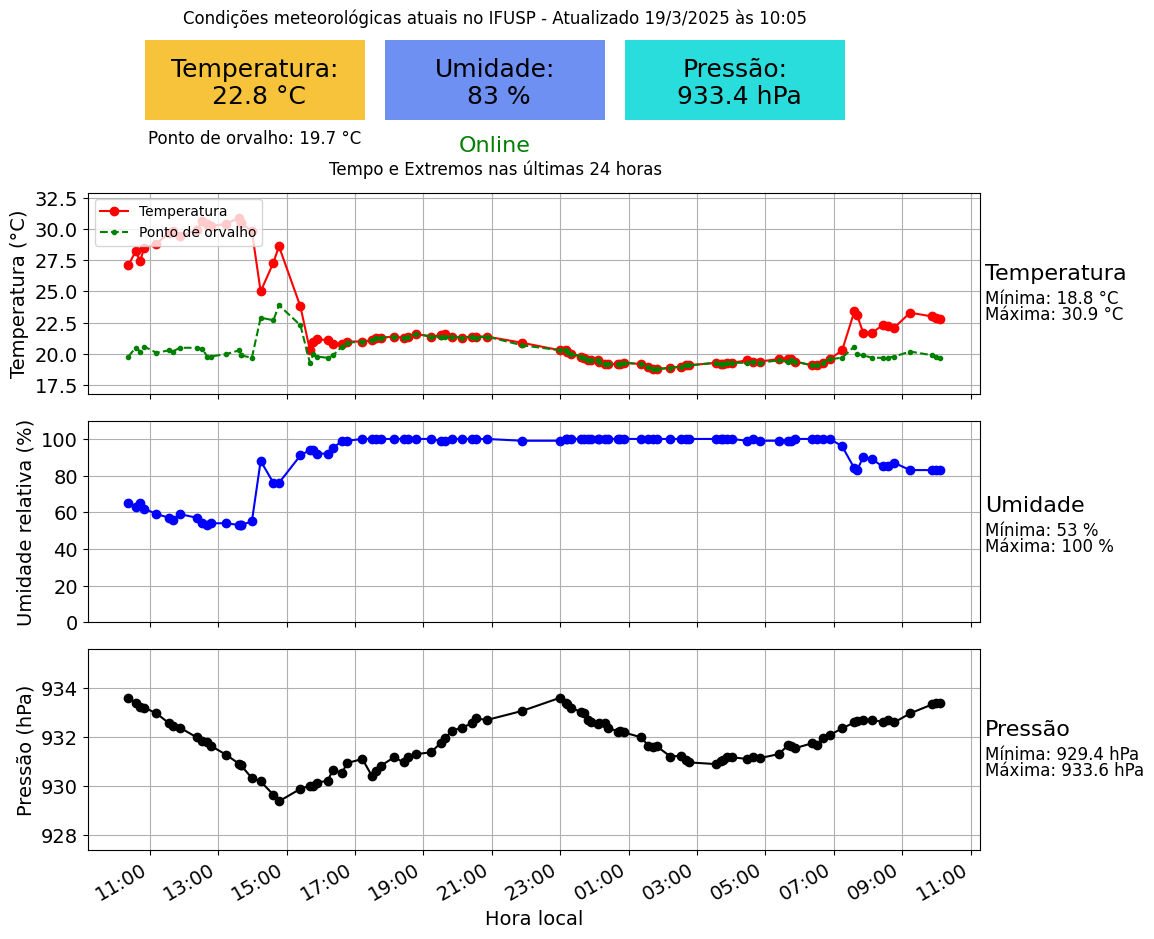 Condições meteorológicas atuais no IFUSP - Atualizado 19/3/2025 às 10:05
Temperatura:
22.8 °C
Umidade:
83 %
Pressão:
933.4 hPa
Ponto de orvalho: 19.7 °C
Online
Tempo e Extremos nas últimas 24 horas
Temperatura (°C)
32.5
30.0
27.5
25.0
22.5
20.0
17.5
Temperatura
Ponto de orvalho
Temperatura
Mínima: 18.8 °C
Máxima: 30.9 °C
Umidade relativa (%)
100
80
60
40
20
0
Umidade
Mínima: 53 %
Máxima: 100 %
Pressão (hPa)
934
932
930
928
Pressão
Mínima: 929.4 hPa
Máxima: 933.6 hPa
11:00 13:00 15:00 17:00 19:00 21:00 23:00 01:00 03:00 05:00 07:00 09:00 11:00
Hora local